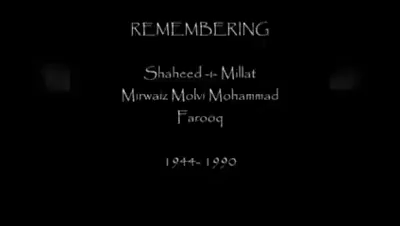 REMEMBERING
Shaheed -i- Millat
Mirwaiz Molvi Mohammad
Farooq
1944- 1990